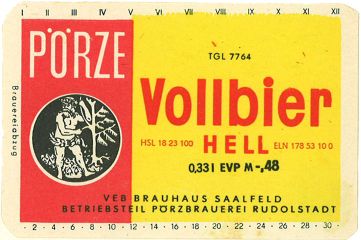 I II III IV V VI VII VIII IX X XI XII
PÖRZE
TGL 7764
Vollbier
HSL 18 23 100 HELL ELN 178 53 10 0
0,33 l EVP M -,48
Brauereiabzug
VEB BRAUHAUS SAALFELD
BETRIEBSTEIL PÖRZBRAUEREI RUDOLSTADT
2 · 4 · 6 · 8 · 10 · 12 · 14 · 16 · 18 · 20 · 22 · 24 · 26 · 28 · 30 ·